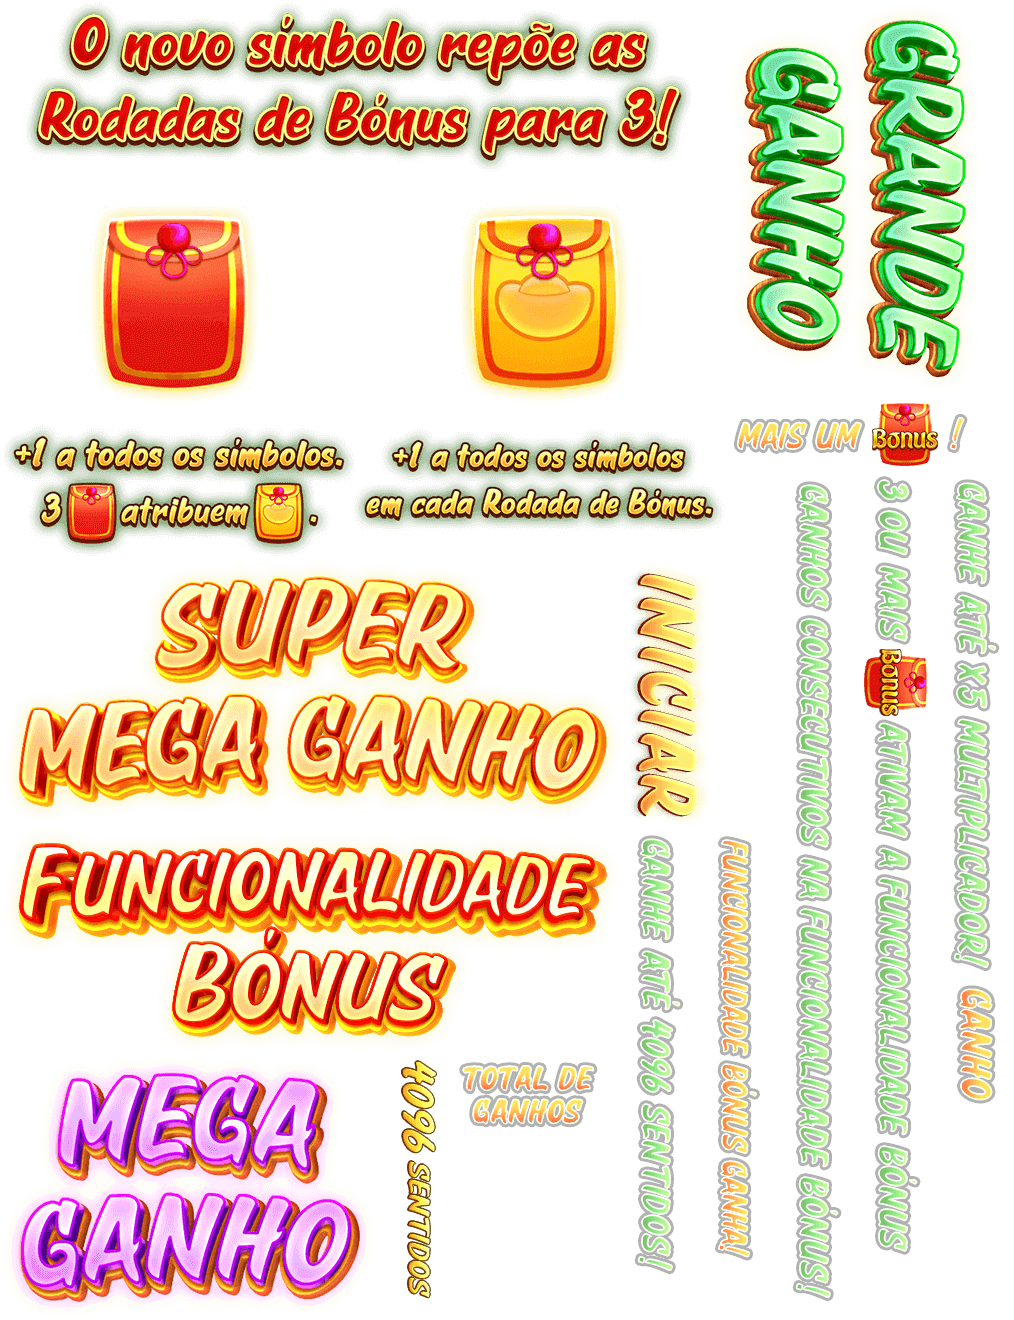 O novo símbolo repõe as
Rodadas de Bónus para 3!
GRANDE
GANHO
MAIS UM Bonus !
+1 a todos os símbolos.
3 atribuem .
+1 a todos os símbolos
em cada Rodada de Bónus.
SUPER
MEGA GANHO
INICIAR
FUNCIONALIDADE
BÓNUS
MEGA
GANHO
4096 SENTIDOS
TOTAL DE
GANHOS
GANHE ATÉ 4096 SENTIDOS!
FUNCIONALIDADE BÓNUS GANHA!
GANHOS CONSECUTIVOS NA FUNCIONALIDADE BÓNUS!
3 OU MAIS Bonus ATIVAM A FUNCIONALIDADE BÓNUS
GANHE ATÉ X5 MULTIPLICADOR!
GANHO